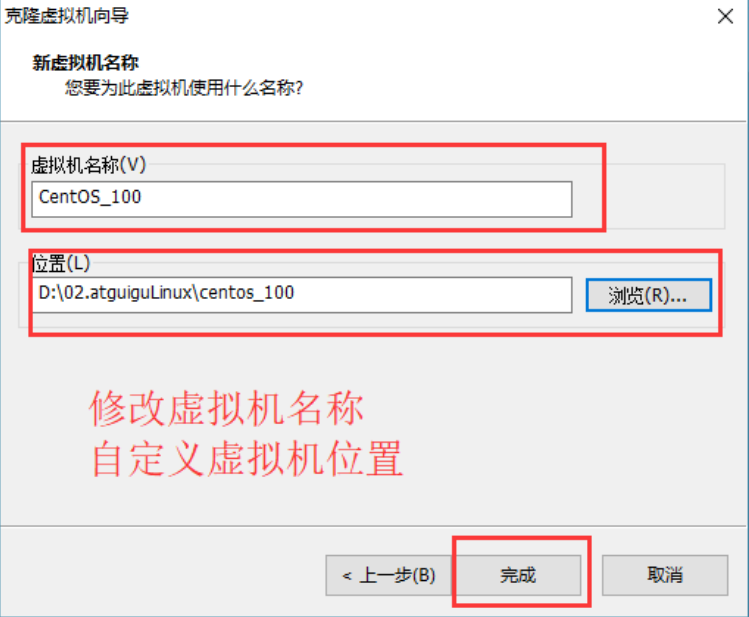 克隆虚拟机向导
新虚拟机名称
您要为此虚拟机使用什么名称?
虚拟机名称(V)
CentOS_100
位置(L)
D:\02.atguiguLinux\centos_100
浏览(R)...
修改虚拟机名称
自定义虚拟机位置
< 上一步(B)
完成
取消